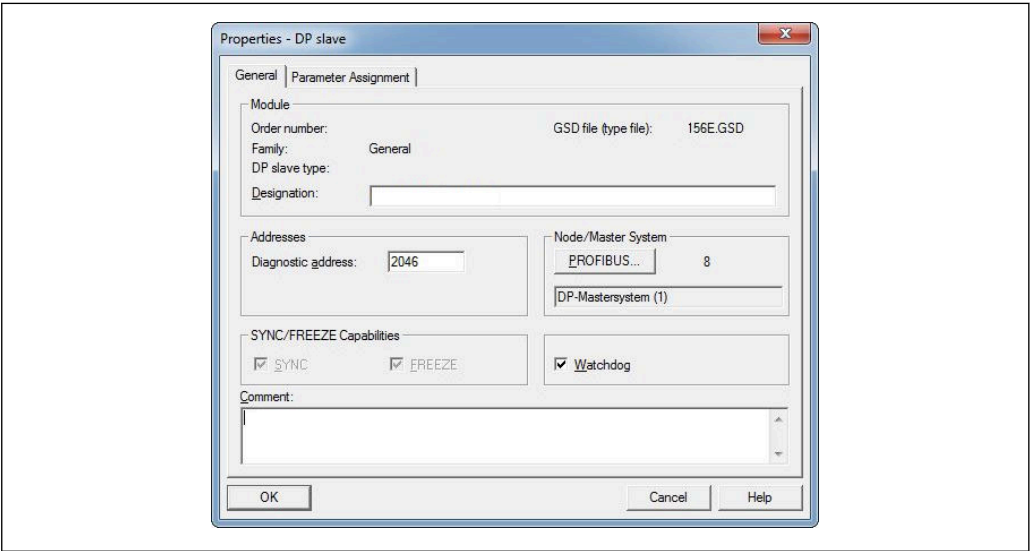 Properties - DP slave
X
General Parameter Assignment
Module
Order number: GSD file (type file): 156E.GSD
Family: General
DP slave type:
Designation:
Addresses
Diagnostic address: 2046
Node/Master System
PROFIBUS... 8
DP-Mastersystem (1)
SYNC/FREEZE Capabilities
SYNC FREEZE
Watchdog
Comment:
OK Cancel Help